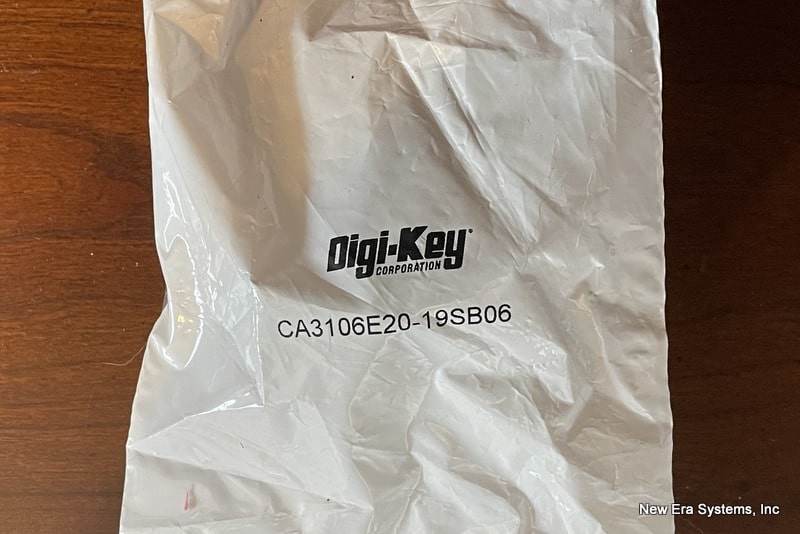 Digi-Key®
CORPORATION
CA3106E20-19SB06
New Era Systems, Inc